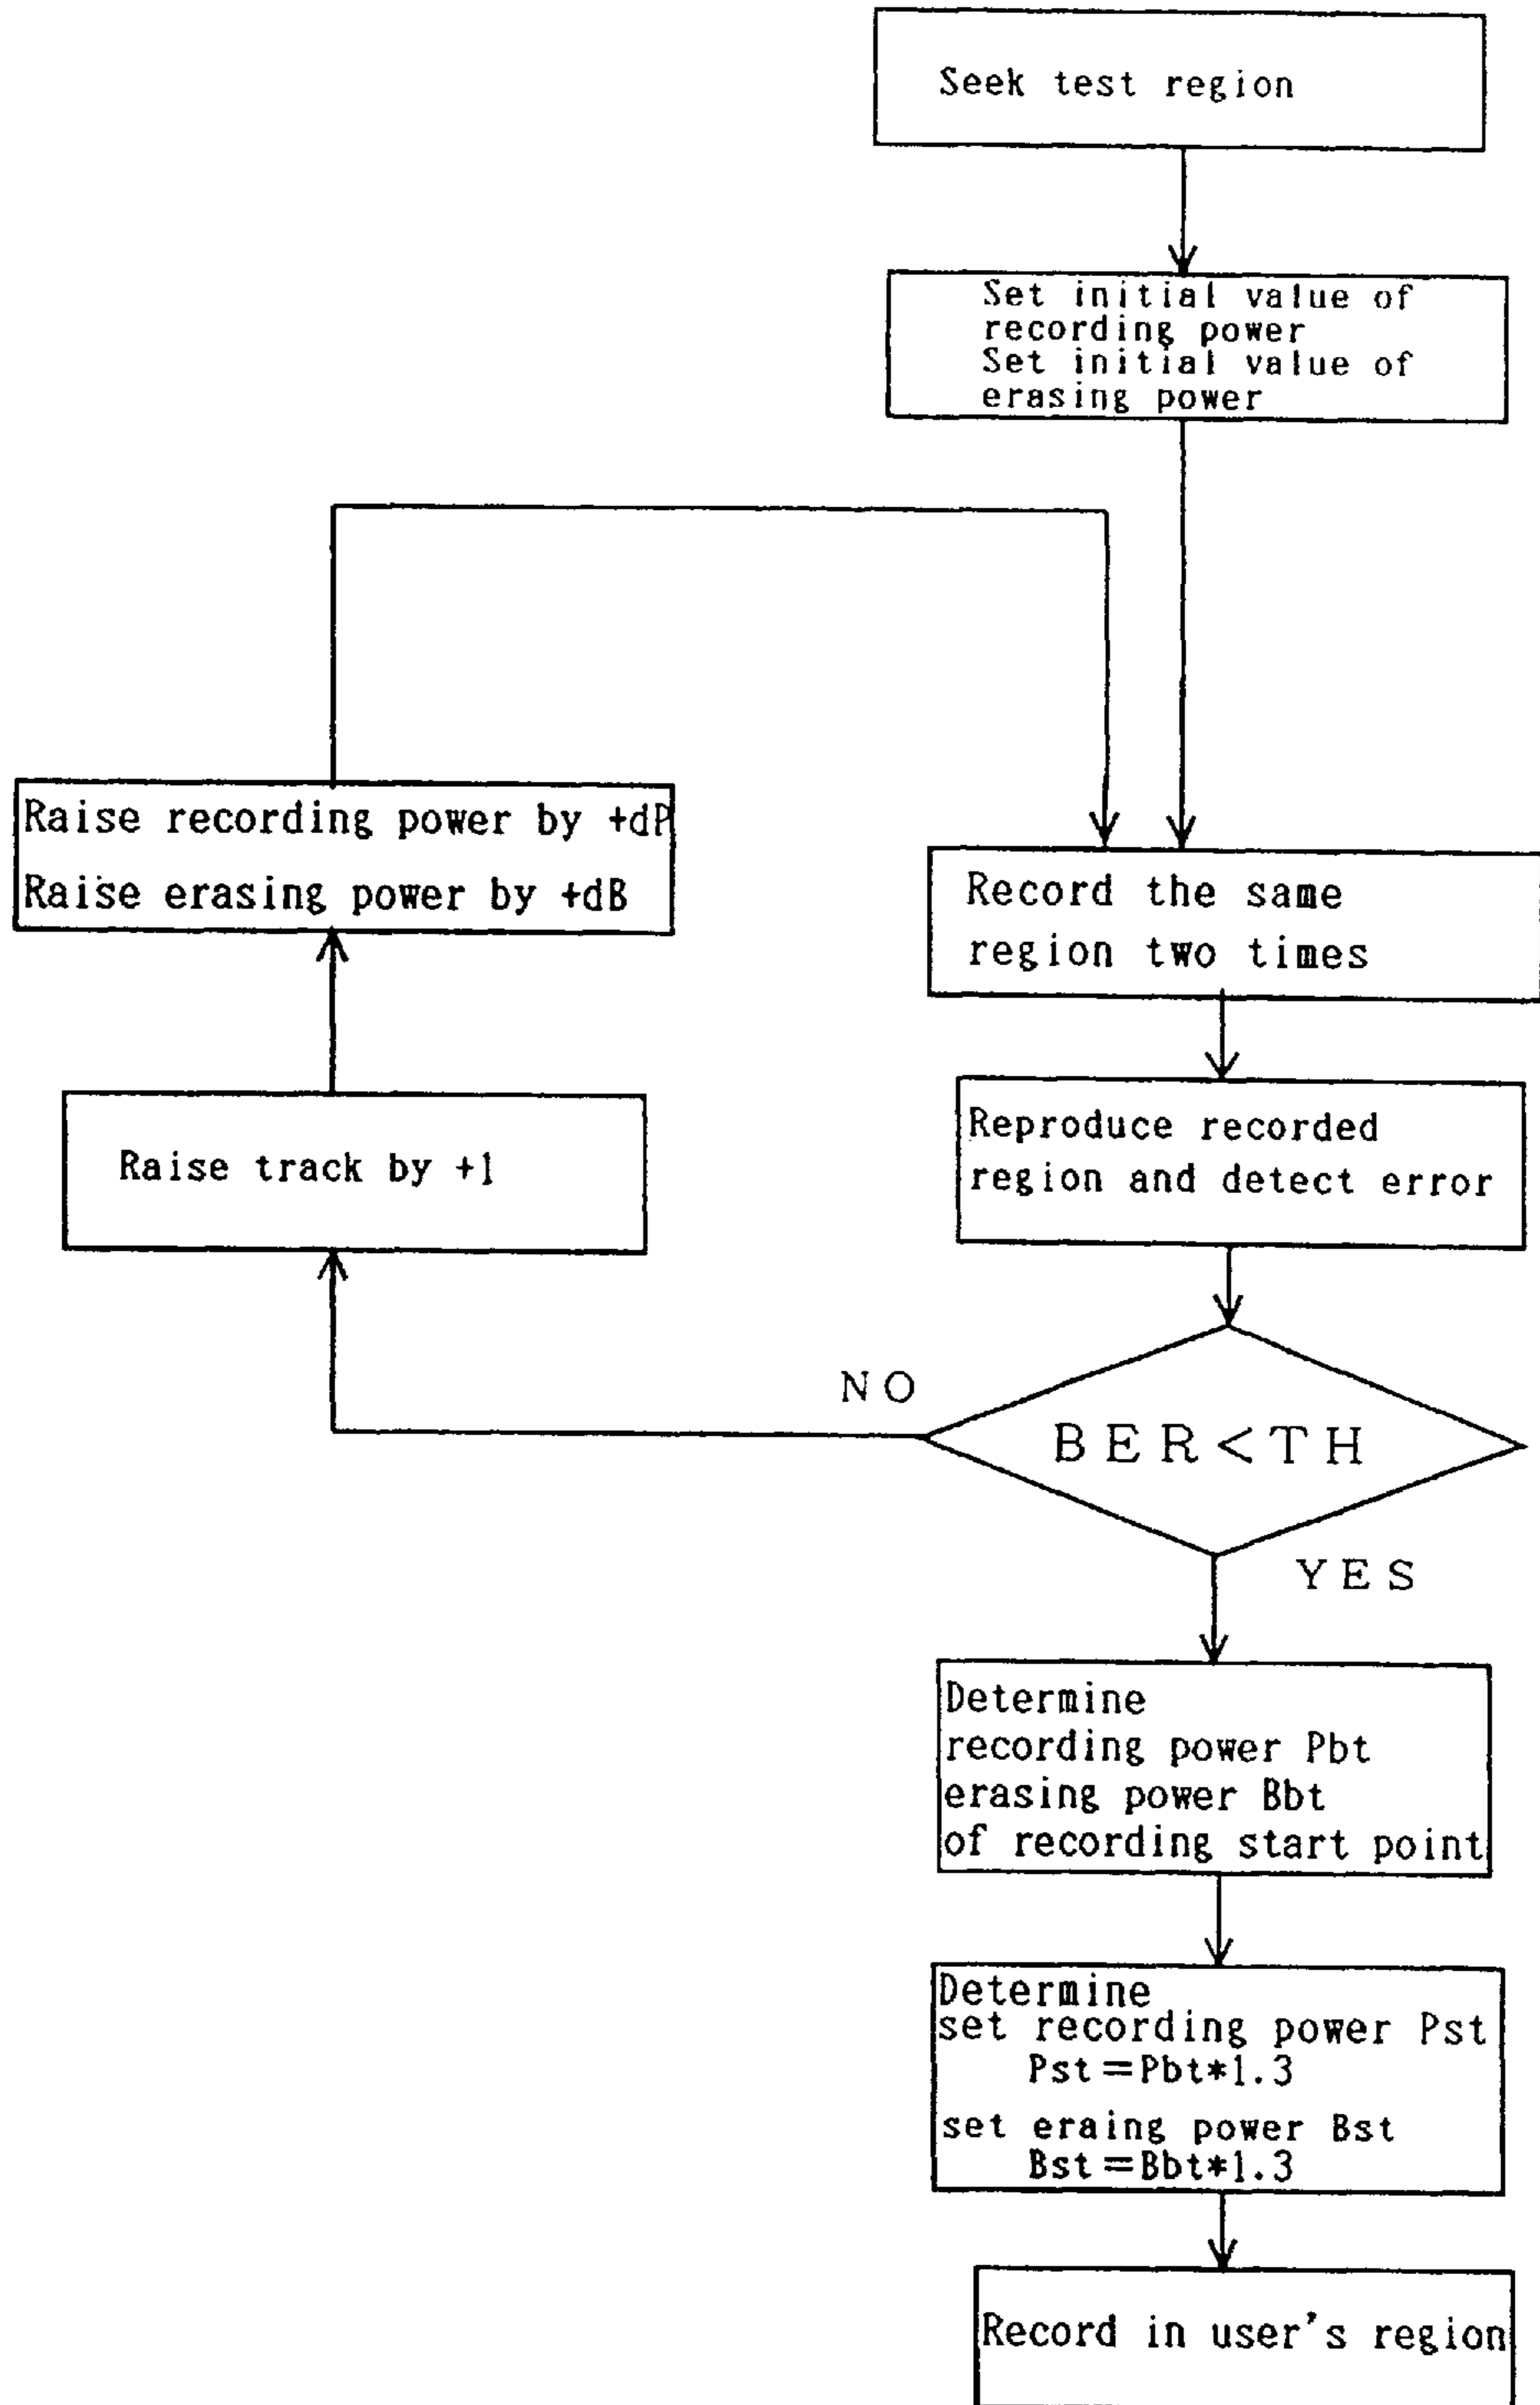 Seek test region
Set initial value of
recording power
Set initial value of
erasing power
Raise recording power by +dP
Raise erasing power by +dB
Record the same
region two times
Raise track by +1
Reproduce recorded
region and detect error
NO
BER<TH
YES
Determine
recording power Pbt
erasing power Bbt
of recording start point
Determine
set recording power Pst
Pst=Pbt*1.3
set eraing power Bst
Bst=Bbt*1.3
Record in user's region